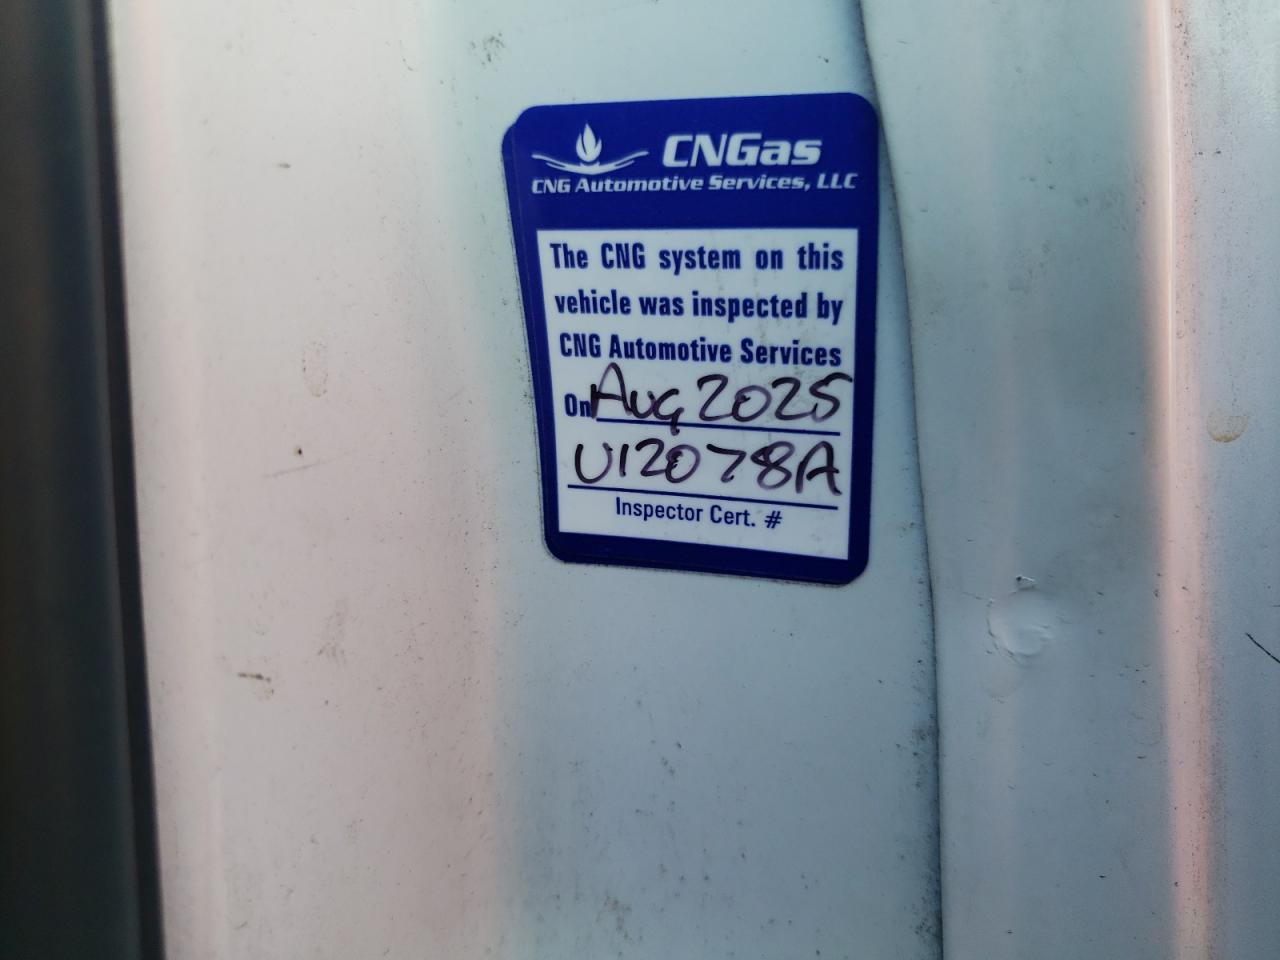 CNGas
CNG Automotive Services, LLC
The CNG system on this
vehicle was inspected by
CNG Automotive Services
On Aug 2025
U12078A
Inspector Cert. #